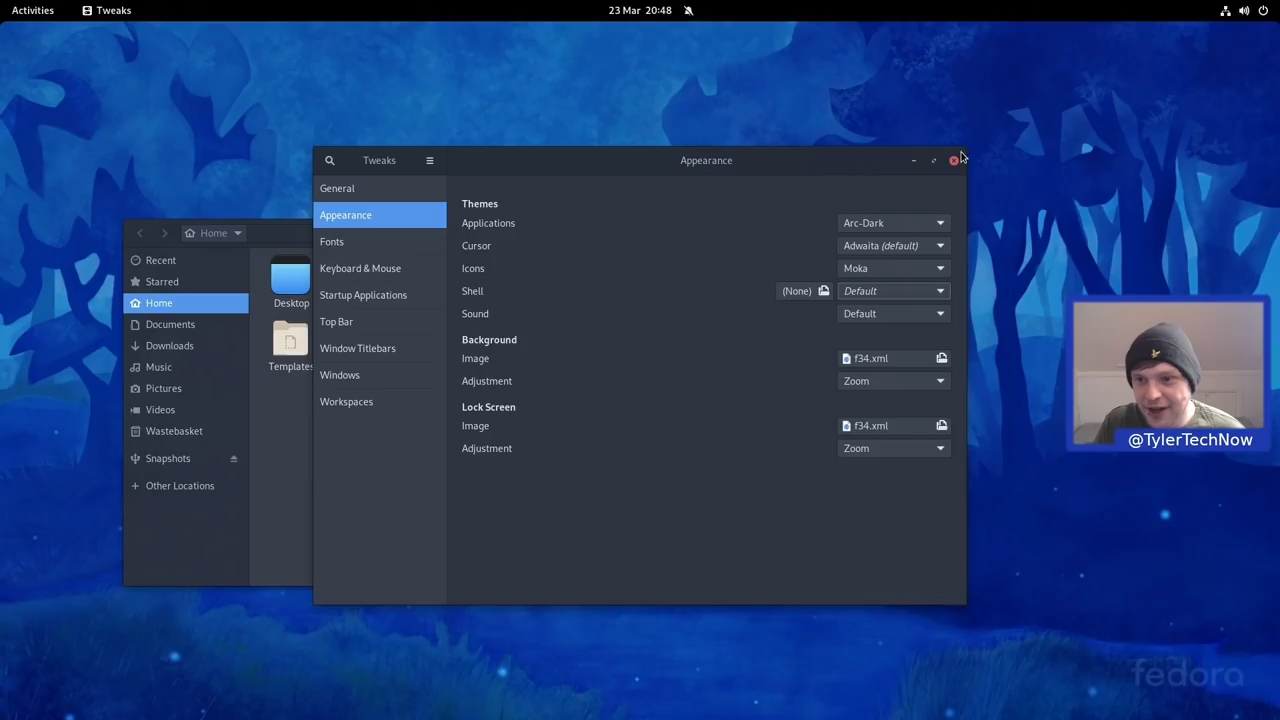 Activities
Tweaks
23 Mar 20:48
Tweaks
Appearance
General
Appearance
Fonts
Keyboard & Mouse
Startup Applications
Top Bar
Window Titlebars
Windows
Workspaces
Themes
Applications
Arc-Dark
Cursor
Adwaita (default)
Icons
Moka
Shell
(None)
Default
Sound
Default
Background
Image
f34.xml
Adjustment
Zoom
Lock Screen
Image
f34.xml
Adjustment
Zoom
Home
Recent
Starred
Home
Documents
Downloads
Music
Pictures
Videos
Wastebasket
Snapshots
Other Locations
Desktop
Templates
@TylerTechNow
fedora